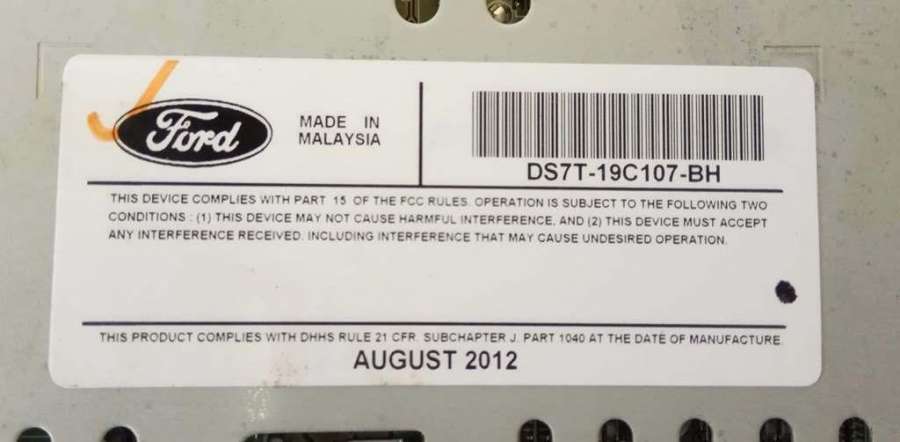 Ford
MADE IN
MALAYSIA
DS7T-19C107-BH
THIS DEVICE COMPLIES WITH PART 15 OF THE FCC RULES. OPERATION IS SUBJECT TO THE FOLLOWING TWO
CONDITIONS : (1) THIS DEVICE MAY NOT CAUSE HARMFUL INTERFERENCE, AND (2) THIS DEVICE MUST ACCEPT
ANY INTERFERENCE RECEIVED. INCLUDING INTERFERENCE THAT MAY CAUSE UNDESIRED OPERATION.
THIS PRODUCT COMPLIES WITH DHHS RULE 21 CFR. SUBCHAPTER J. PART 1040 AT THE DATE OF MANUFACTURE.
AUGUST 2012